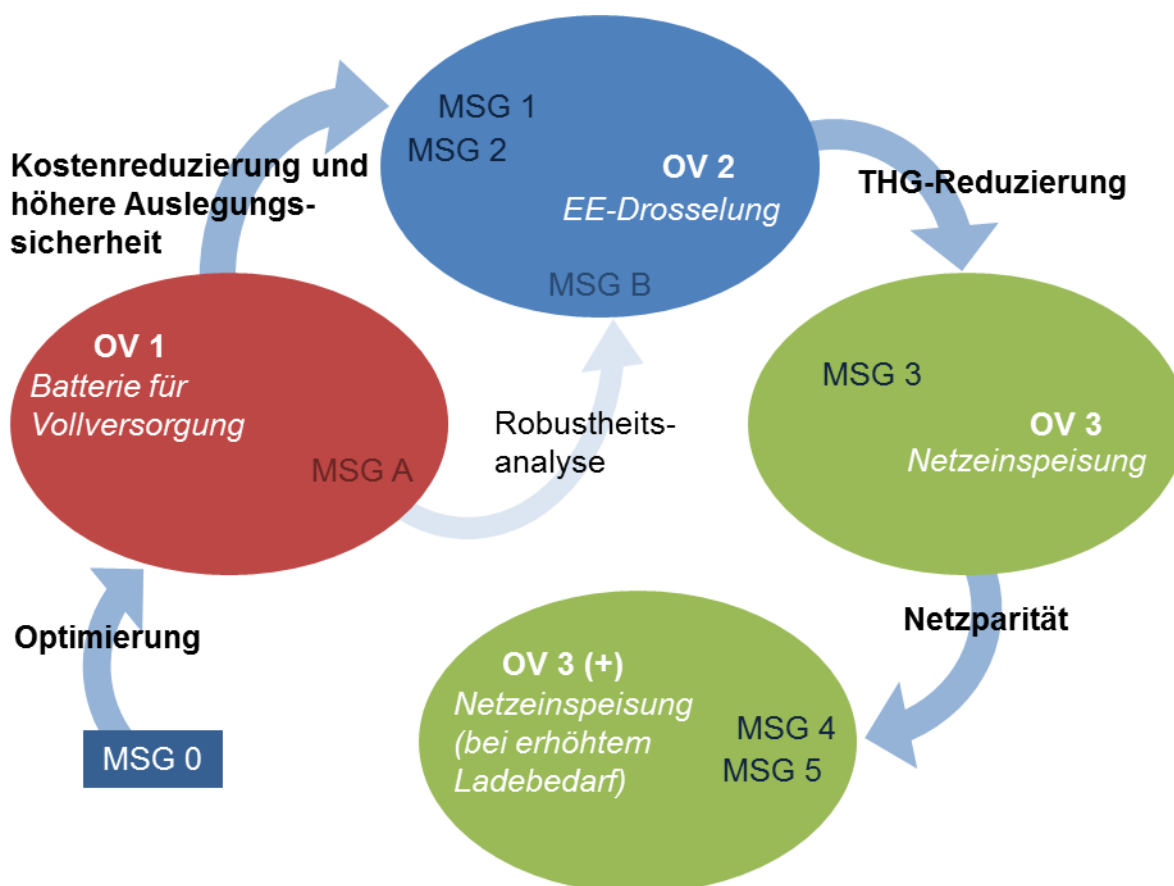 MSG 1
MSG 2
OV 2
EE-Drosselung
MSG B
Kostenreduzierung und
höhere Auslegungs-
sicherheit
THG-Reduzierung
OV 1
Batterie für
Vollversorgung
MSG A
Robustheits-
analyse
MSG 3
OV 3
Netzeinspeisung
Optimierung
MSG 0
Netzparität
OV 3 (+)
Netzeinspeisung
(bei erhöhtem
Ladebedarf)
MSG 4
MSG 5